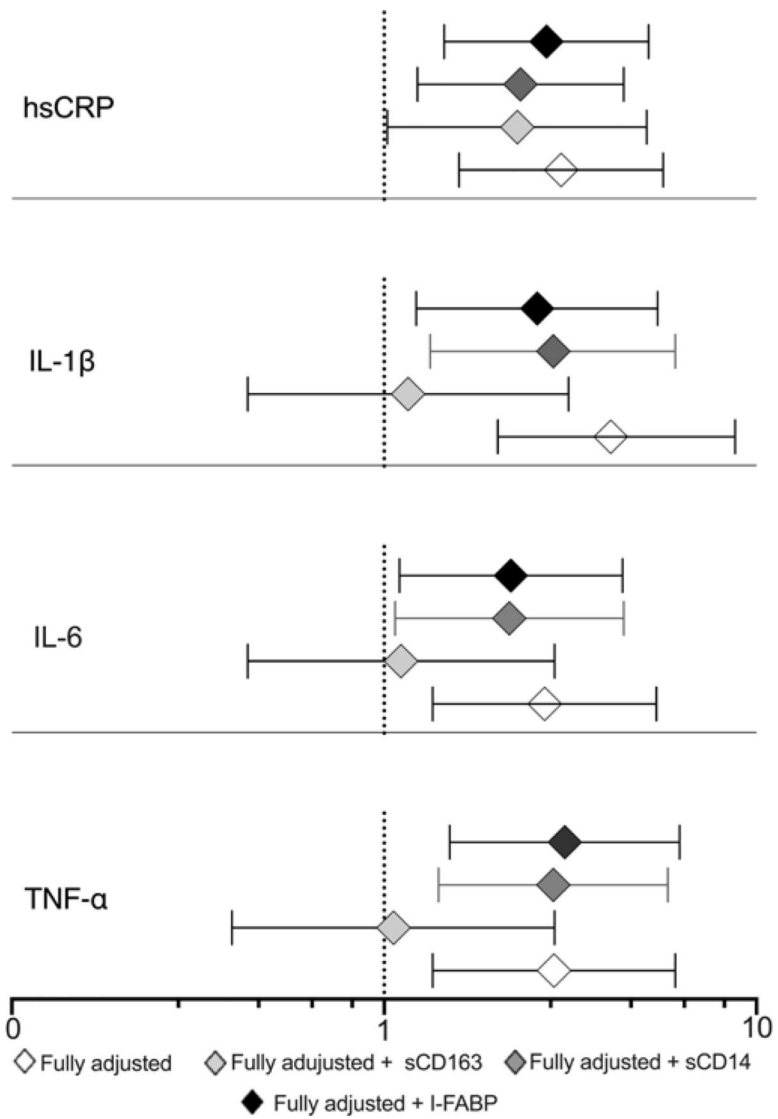 hsCRP
IL-1β
IL-6
TNF-α
0 1 10
Fully adjusted Fully adujusted + sCD163 Fully adjusted + sCD14
Fully adjusted + I-FABP